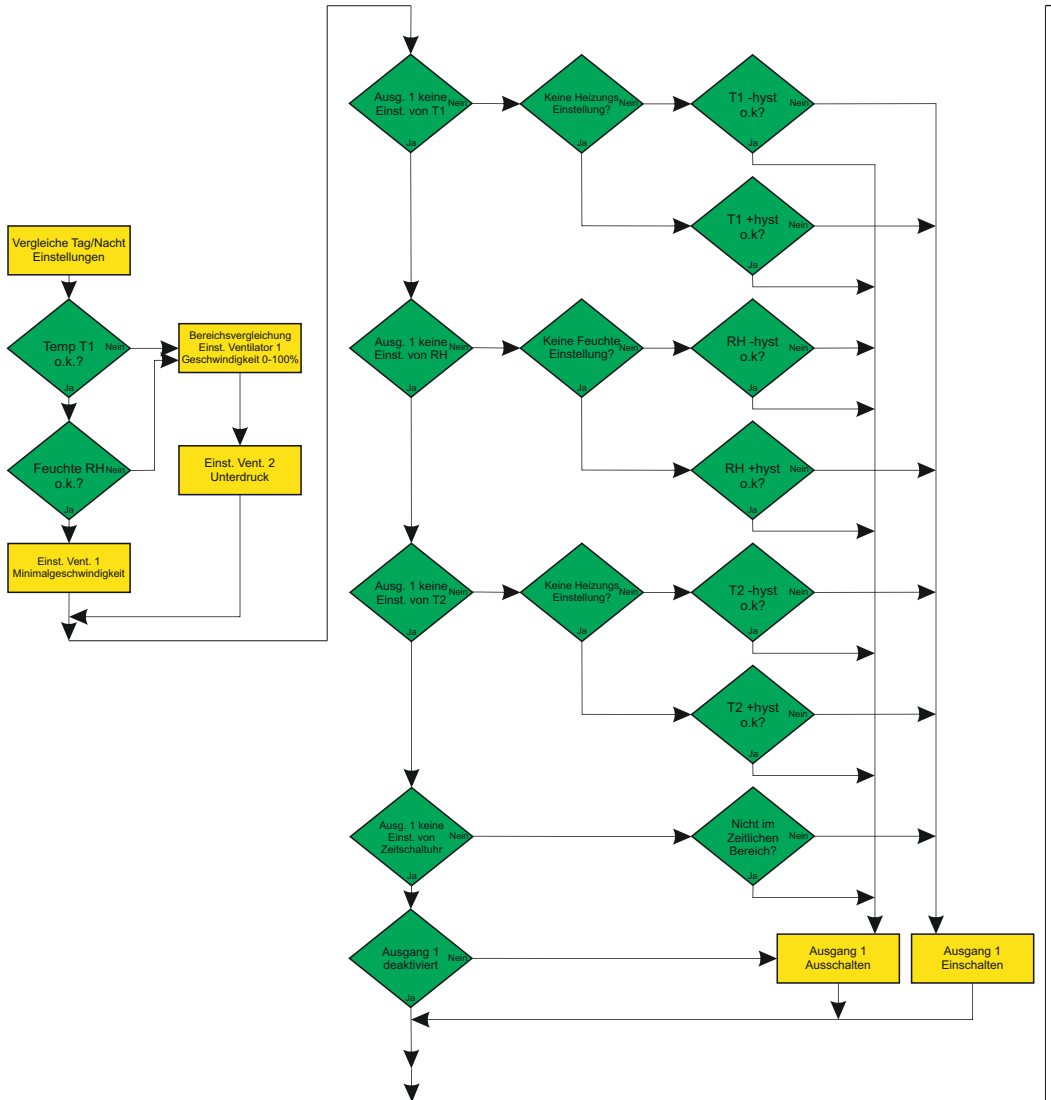 Vergleiche Tag/Nacht
Einstellungen
Temp T1
o.k.?
Nein
Ja
Bereichsvergleichung
Einst. Ventilator 1
Geschwindigkeit 0-100%
Feuchte RH
o.k.?
Nein
Ja
Einst. Vent. 2
Unterdruck
Einst. Vent. 1
Minimalgeschwindigkeit
Ausg. 1 keine
Einst. von T1
Nein
Ja
Keine Heizungs
Einstellung?
Nein
Ja
T1 -hyst
o.k?
Nein
Ja
T1 +hyst
o.k?
Nein
Ja
Ausg. 1 keine
Einst. von RH
Nein
Ja
Keine Feuchte
Einstellung?
Nein
Ja
RH -hyst
o.k?
Nein
Ja
RH +hyst
o.k?
Nein
Ja
Ausg. 1 keine
Einst. von T2
Nein
Ja
Keine Heizungs
Einstellung?
Nein
Ja
T2 -hyst
o.k?
Nein
Ja
T2 +hyst
o.k?
Nein
Ja
Ausg. 1 keine
Einst. von
Zeitschaltuhr
Nein
Ja
Nicht im
Zeitlichen
Bereich?
Nein
Ja
Ausgang 1
deaktiviert
Nein
Ja
Ausgang 1
Ausschalten
Ausgang 1
Einschalten